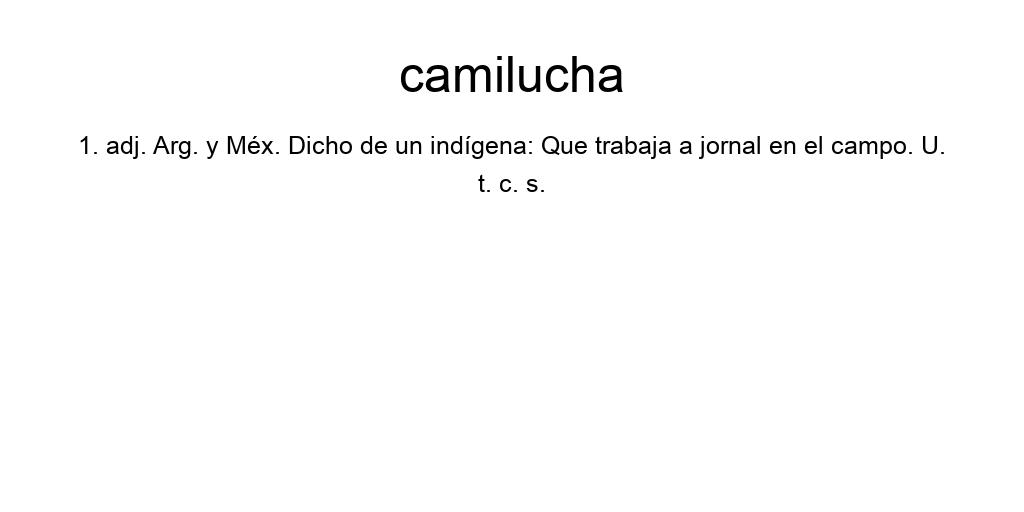 camilucha
1. adj. Arg. y Méx. Dicho de un indígena: Que trabaja a jornal en el campo. U.
t. c. s.